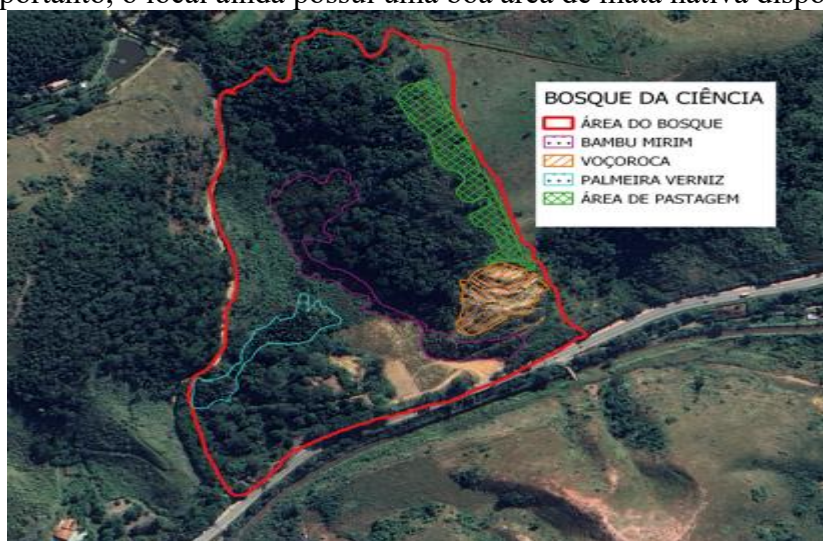 portanto, o local ainda possui uma boa área de mata nativa
BOSQUE DA CIÊNCIA
ÁREA DO BOSQUE
BAMBU MIRIM
VOÇOROCA
PALMEIRA VERNIZ
ÁREA DE PASTAGEM